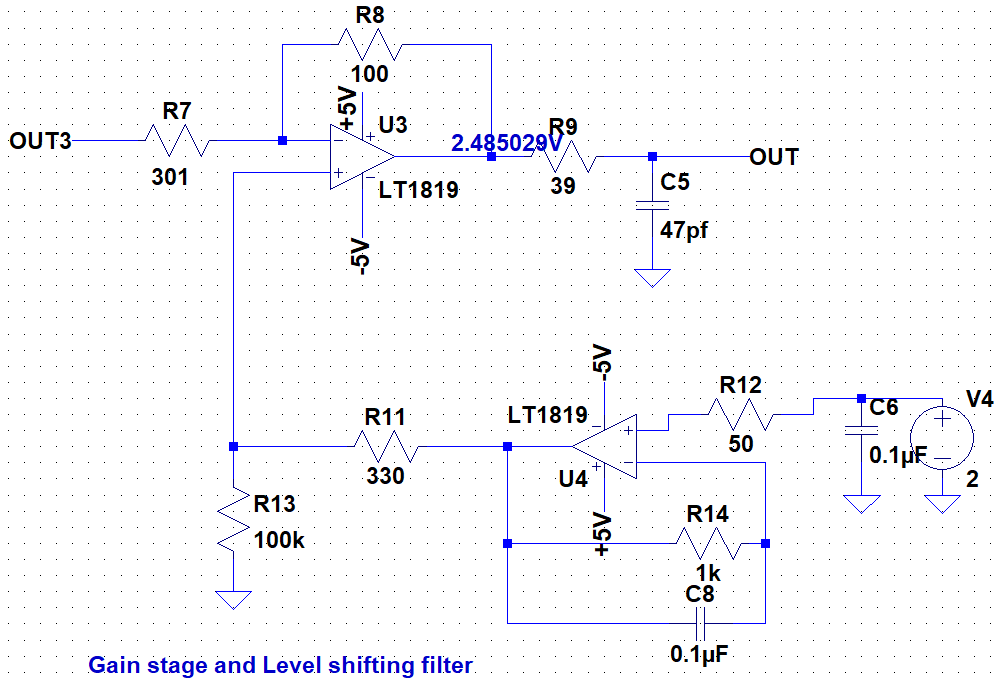 R8
100
+5V
R7
U3
OUT3
2.485029V
R9
OUT
301
LT1819
39
C5
47pf
-5V
-5V
R12
V4
R11
LT1819
C6
330
50
0.1µF
U4
2
R13
100k
+5V
R14
1k
C8
0.1µF
Gain stage and Level shifting filter